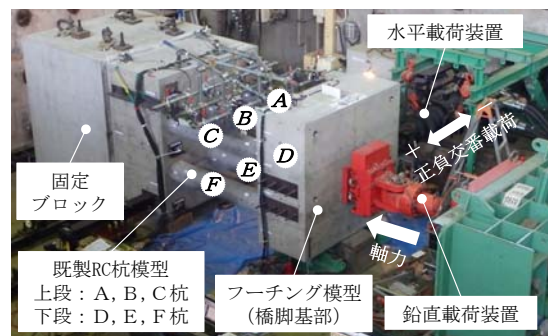 水平載荷装置
A
B
C
D
E
F
＋
－
正負交番載荷
固定
ブロック
軸力
既製RC杭模型
上段：A, B, C杭
下段：D, E, F杭
フーチング模型
(橋脚基部)
鉛直載荷装置